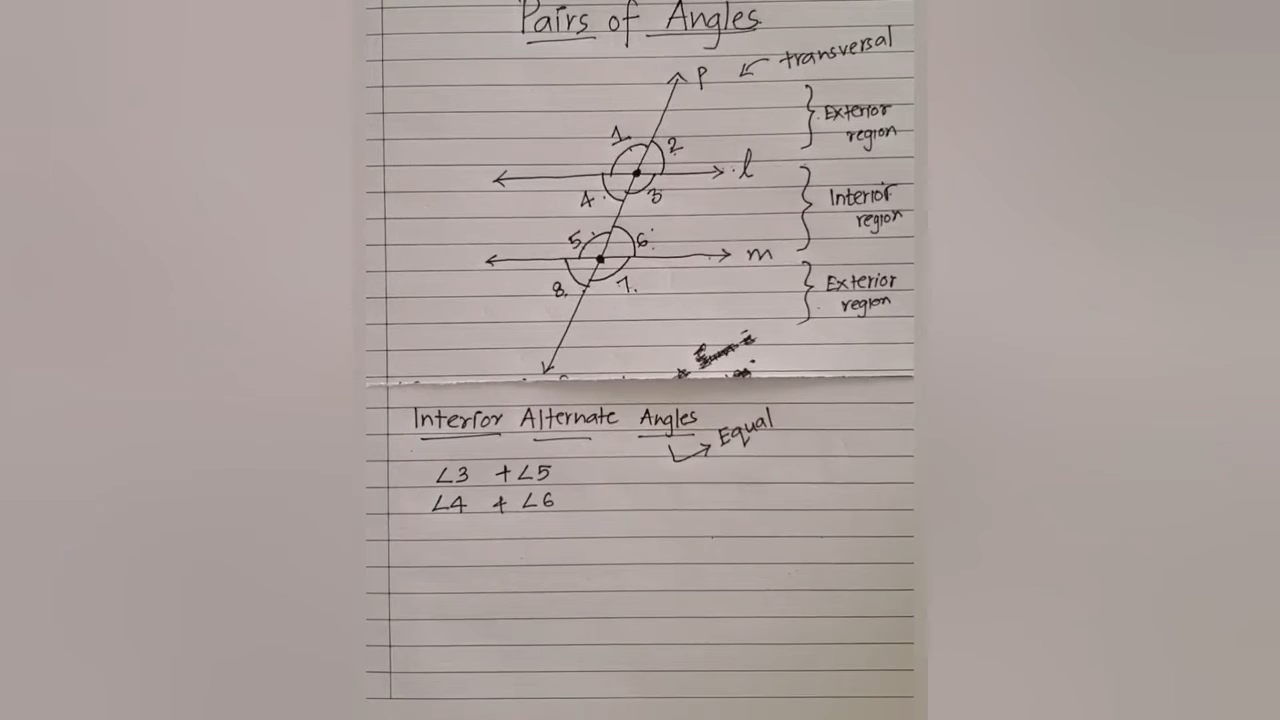 Pairs of Angles
transversal
p
Exterior
region
1
2
l
4
3
Interior
region
5
6
m
8
7
Exterior
region
Interior Alternate Angles
Equal
∠3 + ∠5
∠4 + ∠6